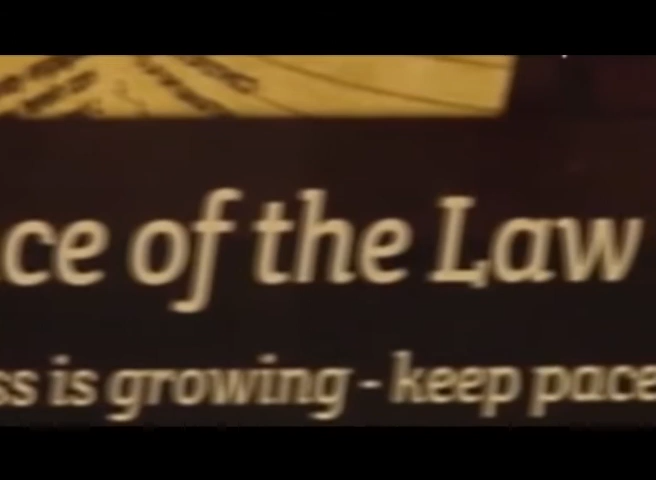 ce of the Law
ss is growing - keep pace